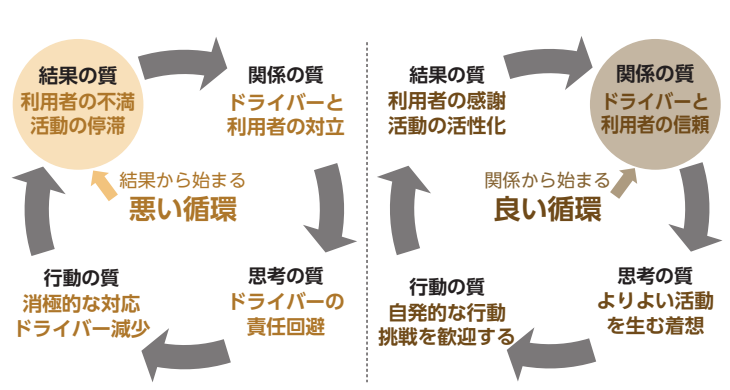 結果の質
利用者の不満
活動の停滞
関係の質
ドライバーと
利用者の対立
結果から始まる
悪い循環
行動の質
消極的な対応
ドライバー減少
思考の質
ドライバーの
責任回避
結果の質
利用者の感謝
活動の活性化
関係の質
ドライバーと
利用者の信頼
関係から始まる
良い循環
行動の質
自発的な行動
挑戦を歓迎する
思考の質
よりよい活動
を生む着想